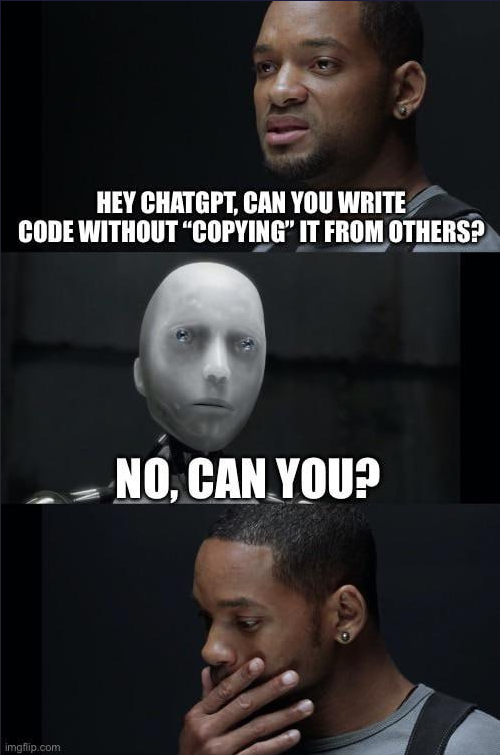 HEY CHATGPT, CAN YOU WRITE
CODE WITHOUT “COPYING” IT FROM OTHERS?
NO, CAN YOU?
imgflip.com